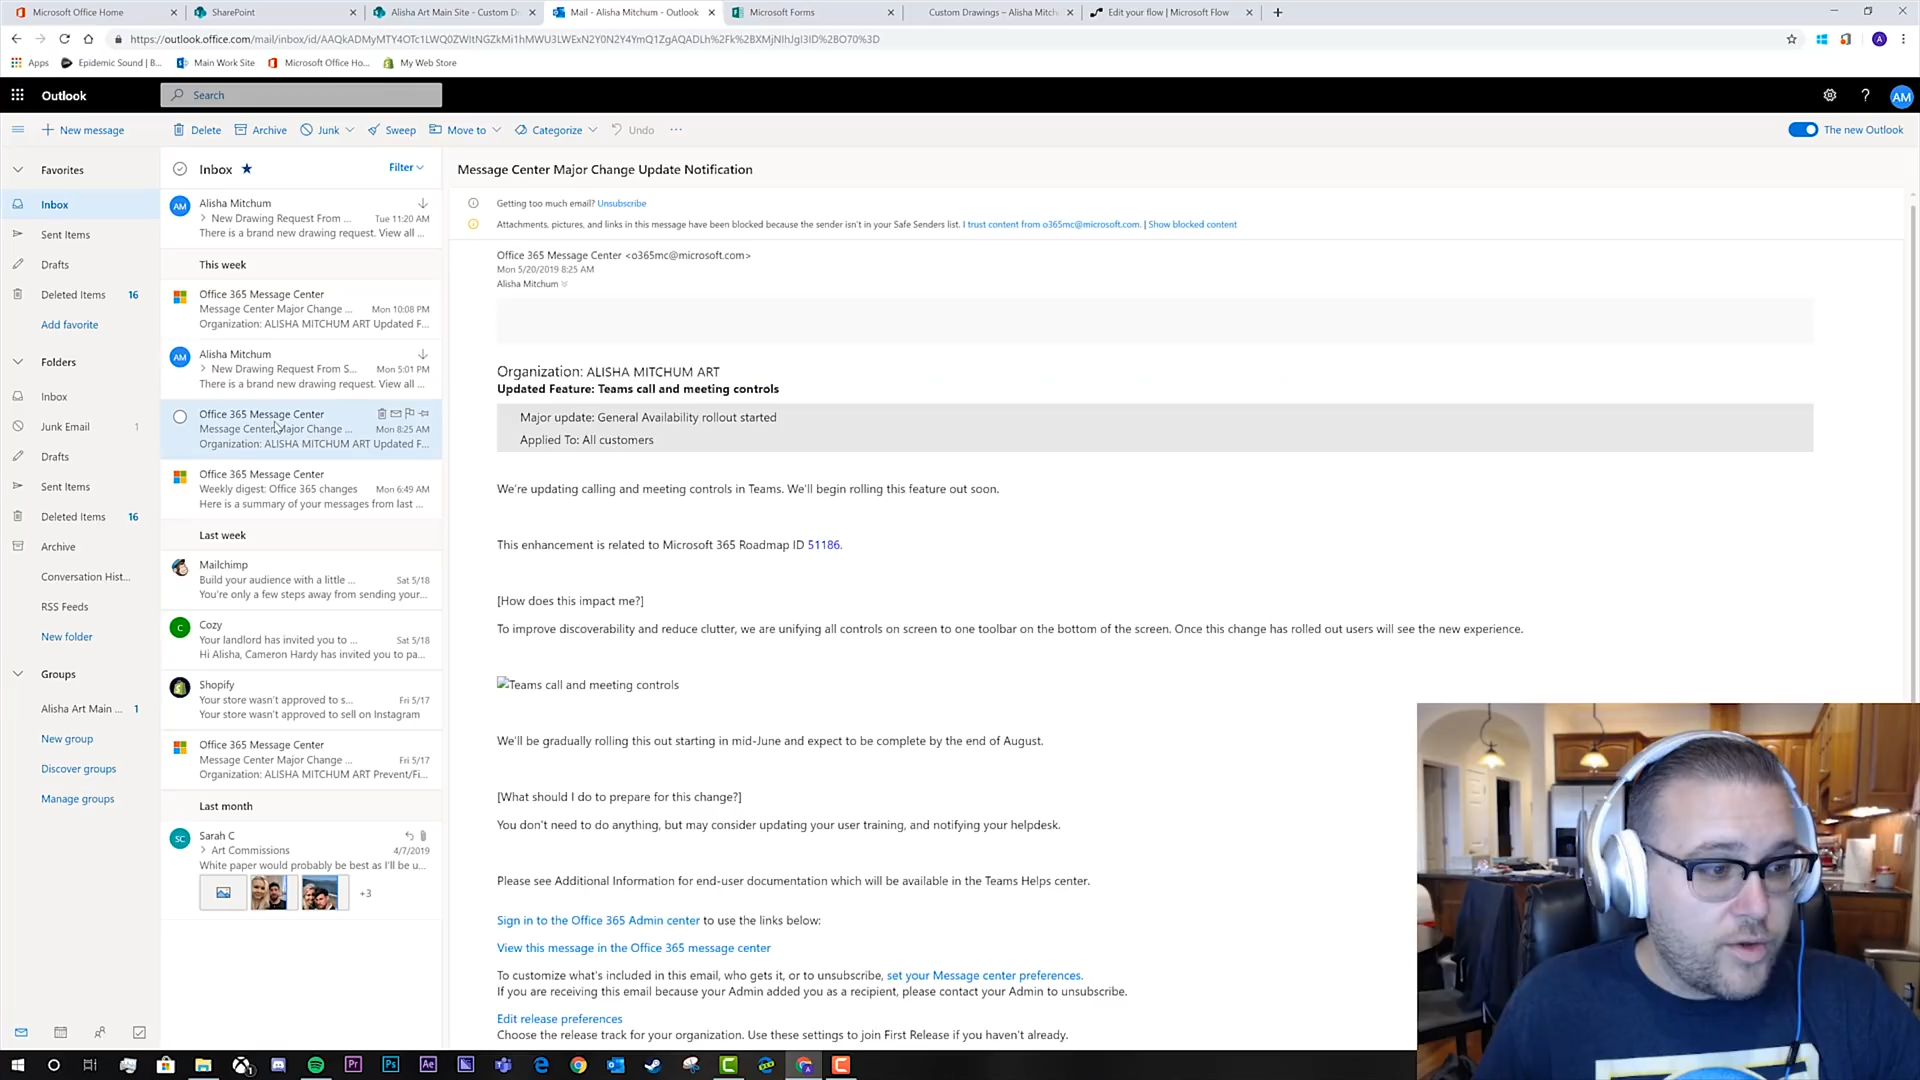 Microsoft Office Home
SharePoint
Alisha Art Main Site - Custom D
Mail - Alisha Mitchum - Outlook
Microsoft Forms
Custom Drawings – Alisha Mitch
Edit your flow | Microsoft Flow
Apps
Epidemic Sound | B...
Main Work Site
Microsoft Office Ho...
My Web Store
Outlook
Search
AM
New message
Delete
Archive
Junk
Sweep
Move to
Categorize
Undo
The new Outlook
Favorites
Inbox
Sent Items
Drafts
Deleted Items 16
Add favorite
Folders
Inbox
Junk Email 1
Drafts
Sent Items
Deleted Items 16
Archive
Conversation Hist...
RSS Feeds
New folder
Groups
Alisha Art Main ... 1
New group
Discover groups
Manage groups
Inbox
Filter
AM
Alisha Mitchum
New Drawing Request From ... Tue 11:20 AM
There is a brand new drawing request. View all ...
This week
Office 365 Message Center
Message Center Major Change ... Mon 10:08 PM
Organization: ALISHA MITCHUM ART Updated F...
AM
Alisha Mitchum
New Drawing Request From S... Mon 5:01 PM
There is a brand new drawing request. View all ...
Office 365 Message Center
Message Center Major Change ... Mon 8:25 AM
Organization: ALISHA MITCHUM ART Updated F...
Office 365 Message Center
Weekly digest: Office 365 changes Mon 6:49 AM
Here is a summary of your messages from last ...
Last week
Mailchimp
Build your audience with a little ... Sat 5/18
You're only a few steps away from sending your...
C
Cozy
Your landlord has invited you to ... Sat 5/18
Hi Alisha, Cameron Hardy has invited you to pa...
Shopify
Your store wasn't approved to s... Fri 5/17
Your store wasn't approved to sell on Instagram
Office 365 Message Center
Message Center Major Change ... Fri 5/17
Organization: ALISHA MITCHUM ART Prevent/Fi...
Last month
SC
Sarah C
Art Commissions 4/7/2019
White paper would probably be best as I'll be u...
+3
Message Center Major Change Update Notification
Getting too much email? Unsubscribe
Attachments, pictures, and links in this message have been blocked because the sender isn't in your Safe Senders list. I trust content from o365mc@microsoft.com. | Show blocked content
Office 365 Message Center <o365mc@microsoft.com>
Mon 5/20/2019 8:25 AM
Alisha Mitchum
Organization: ALISHA MITCHUM ART
Updated Feature: Teams call and meeting controls
Major update: General Availability rollout started
Applied To: All customers
We're updating calling and meeting controls in Teams. We'll begin rolling this feature out soon.
This enhancement is related to Microsoft 365 Roadmap ID 51186.
[How does this impact me?]
To improve discoverability and reduce clutter, we are unifying all controls on screen to one toolbar on the bottom of the screen. Once this change has rolled out users will see the new experience.
Teams call and meeting controls
We'll be gradually rolling this out starting in mid-June and expect to be complete by the end of August.
[What should I do to prepare for this change?]
You don't need to do anything, but may consider updating your user training, and notifying your helpdesk.
Please see Additional Information for end-user documentation which will be available in the Teams Helps center.
Sign in to the Office 365 Admin center to use the links below:
View this message in the Office 365 message center
To customize what's included in this email, who gets it, or to unsubscribe, set your Message center preferences.
If you are receiving this email because your Admin added you as a recipient, please contact your Admin to unsubscribe.
Edit release preferences
Choose the release track for your organization. Use these settings to join First Release if you haven't already.